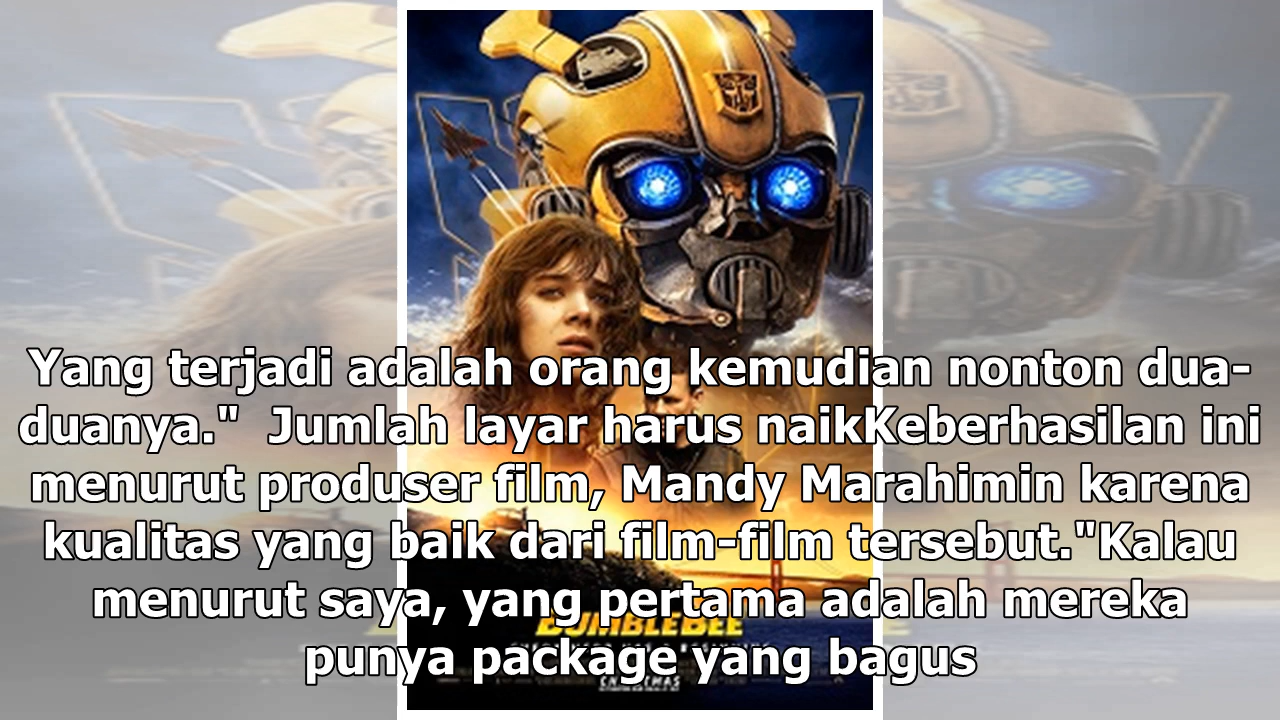 Yang terjadi adalah orang kemudian nonton dua-
duanya." Jumlah layar harus naikKeberhasilan ini
menurut produser film, Mandy Marahimin karena
kualitas yang baik dari film-film tersebut."Kalau
menurut saya, yang pertama adalah mereka
BUMBLEBEE
punya package yang bagus